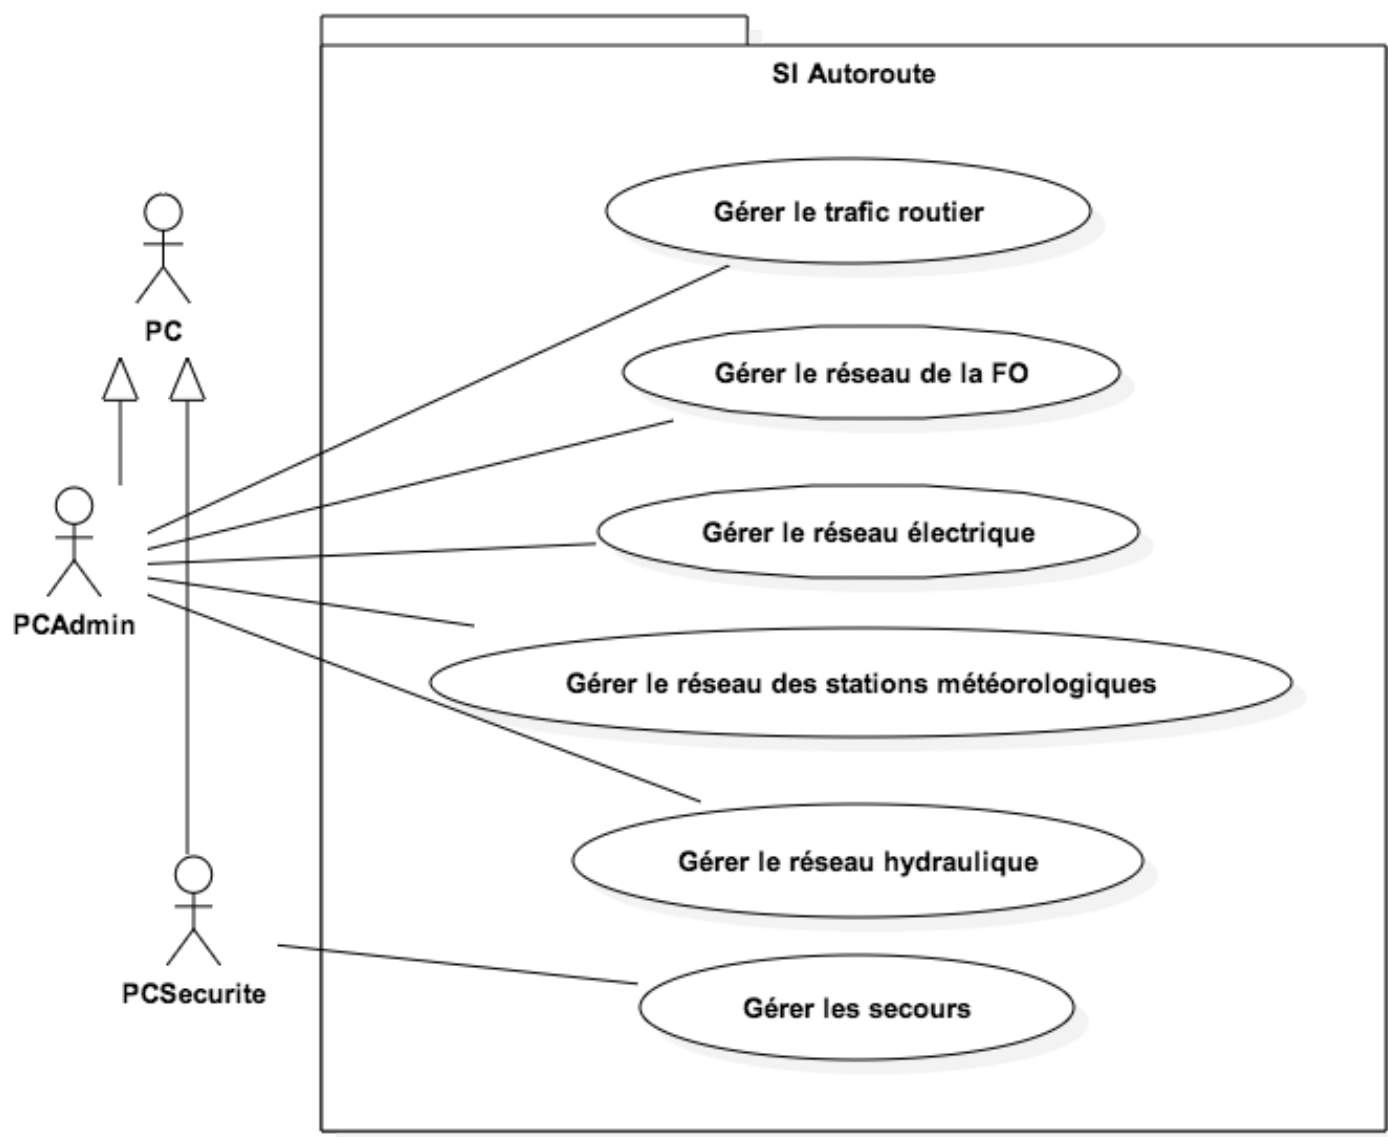 SI Autoroute
Gérer le trafic routier
PC
Gérer le réseau de la FO
Gérer le réseau électrique
PCAdmin
Gérer le réseau des stations météorologiques
Gérer le réseau hydraulique
PCSecurite
Gérer les secours